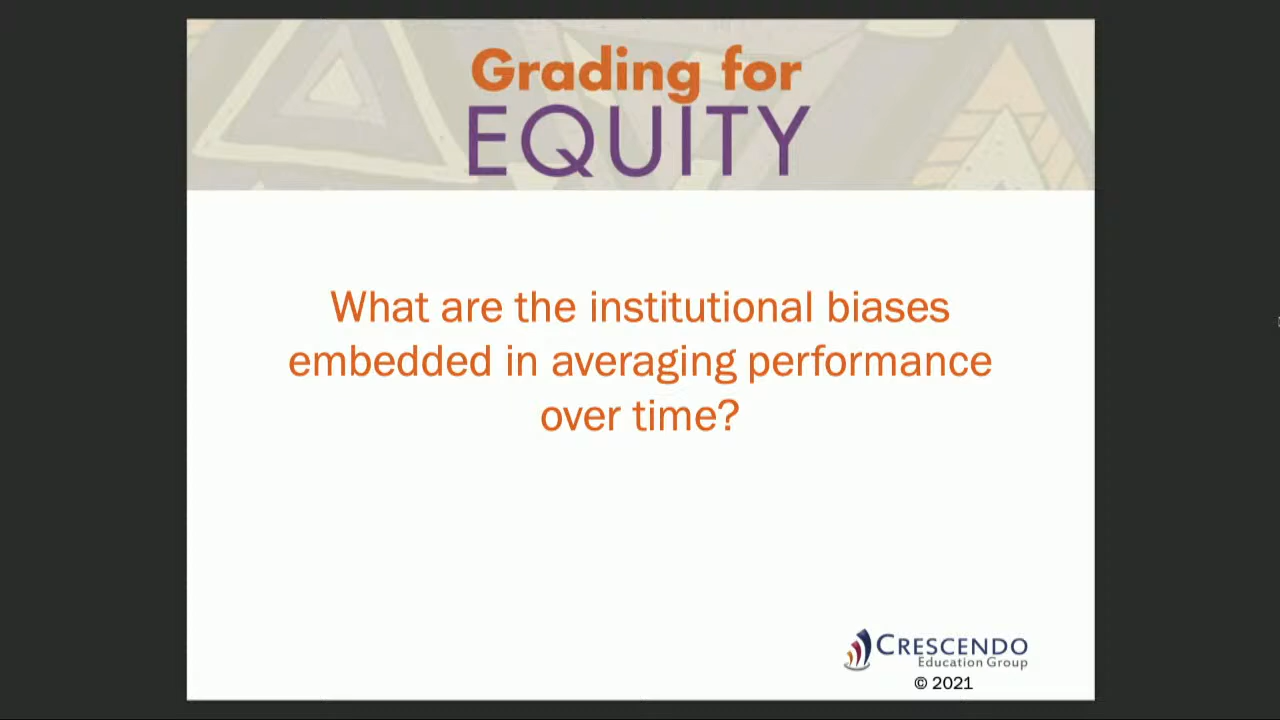 Grading for
EQUITY
What are the institutional biases
embedded in averaging performance
over time?
CRESCENDO
Education Group
© 2021